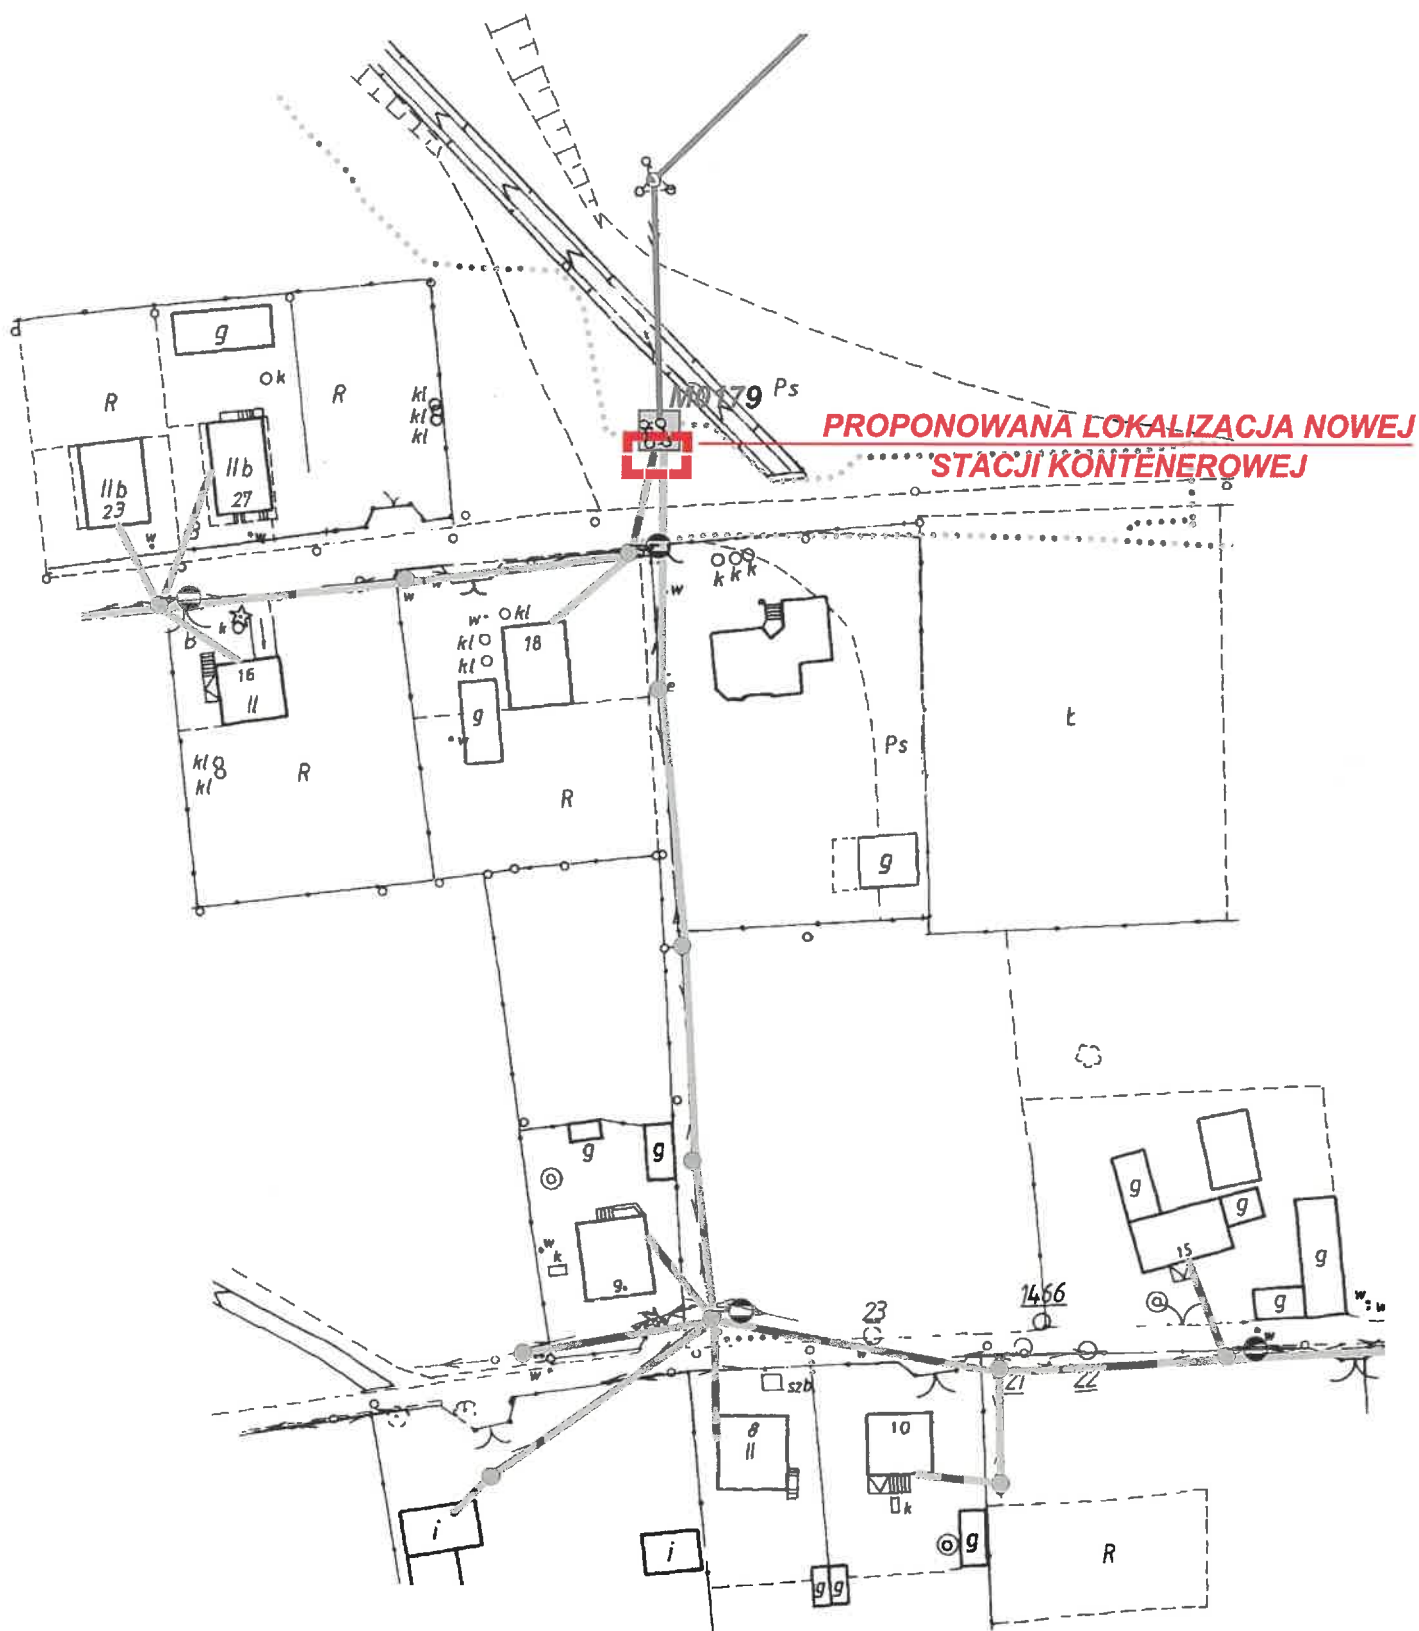 g
k
R
R
kl
kl
kl
M0179 Ps
PROPONOWANA LOKALIZACJA NOWEJ
STACJI KONTENEROWEJ
IIb
23
IIb
27
w
w
k k k
w
w
k
B
16
II
w kl
kl
kl
18
g
w
e
Ps
ł
kl
kl
R
R
g
g
g
g
g
w
k
g.
15
g
g
w w
w
1466
23
w
w
21
22
szb
8
II
10
k
i
i
g
g g
R